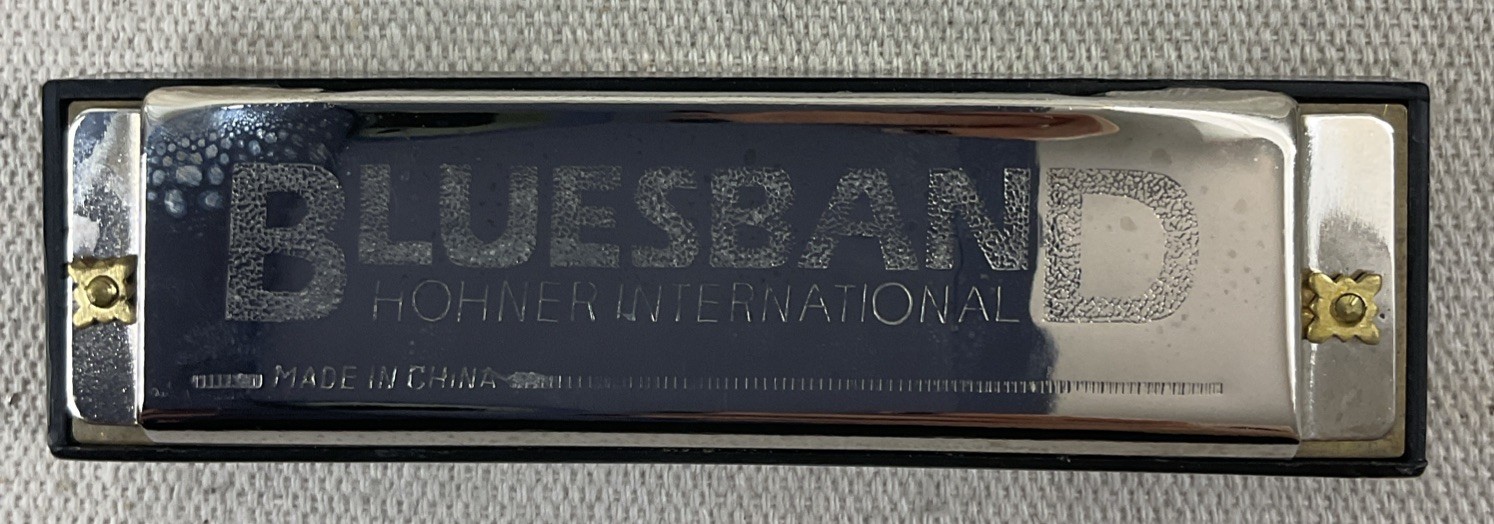 BLUESBAND
HOHNER INTERNATIONAL
MADE IN CHINA